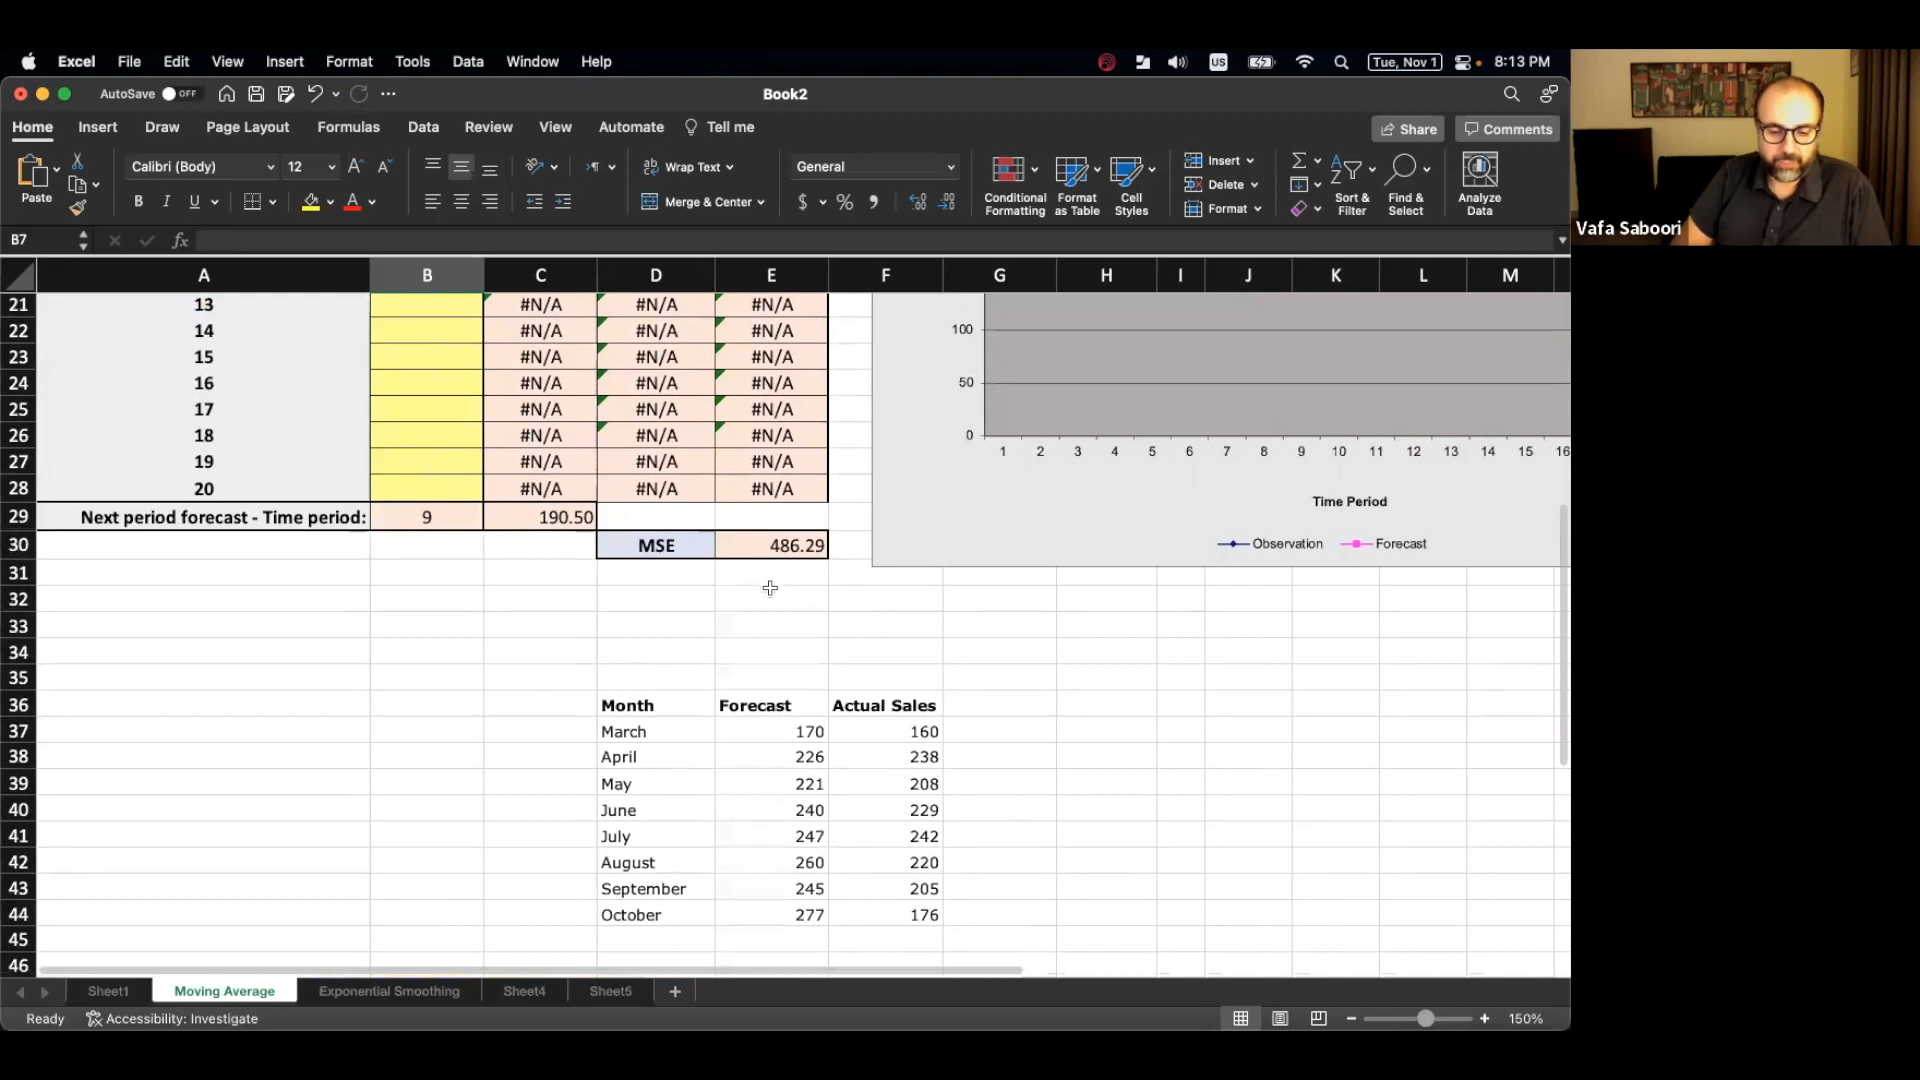 Excel File Edit View Insert Format Tools Data Window Help US Tue, Nov 1 8:13 PM
AutoSave OFF Book2
Home Insert Draw Page Layout Formulas Data Review View Automate Tell me Share Comments
Paste Calibri (Body) 12 Wrap Text General Insert
B I U Merge & Center $ % Delete
Conditional Formatting Format as Table Cell Styles Format Sort & Filter Find & Select Analyze Data
Vafa Saboori
B7 fx
A B C D E F G H I J K L M
21 13 #N/A #N/A #N/A
22 14 #N/A #N/A #N/A 100
23 15 #N/A #N/A #N/A
24 16 #N/A #N/A #N/A 50
25 17 #N/A #N/A #N/A
26 18 #N/A #N/A #N/A 0
27 19 #N/A #N/A #N/A 1 2 3 4 5 6 7 8 9 10 11 12 13 14 15 16
28 20 #N/A #N/A #N/A Time Period
29 Next period forecast - Time period: 9 190.50
30 MSE 486.29 Observation Forecast
31
32
33
34
35
36 Month Forecast Actual Sales
37 March 170 160
38 April 226 238
39 May 221 208
40 June 240 229
41 July 247 242
42 August 260 220
43 September 245 205
44 October 277 176
45
46
Sheet1 Moving Average Exponential Smoothing Sheet4 Sheet5 +
Ready Accessibility: Investigate 150%